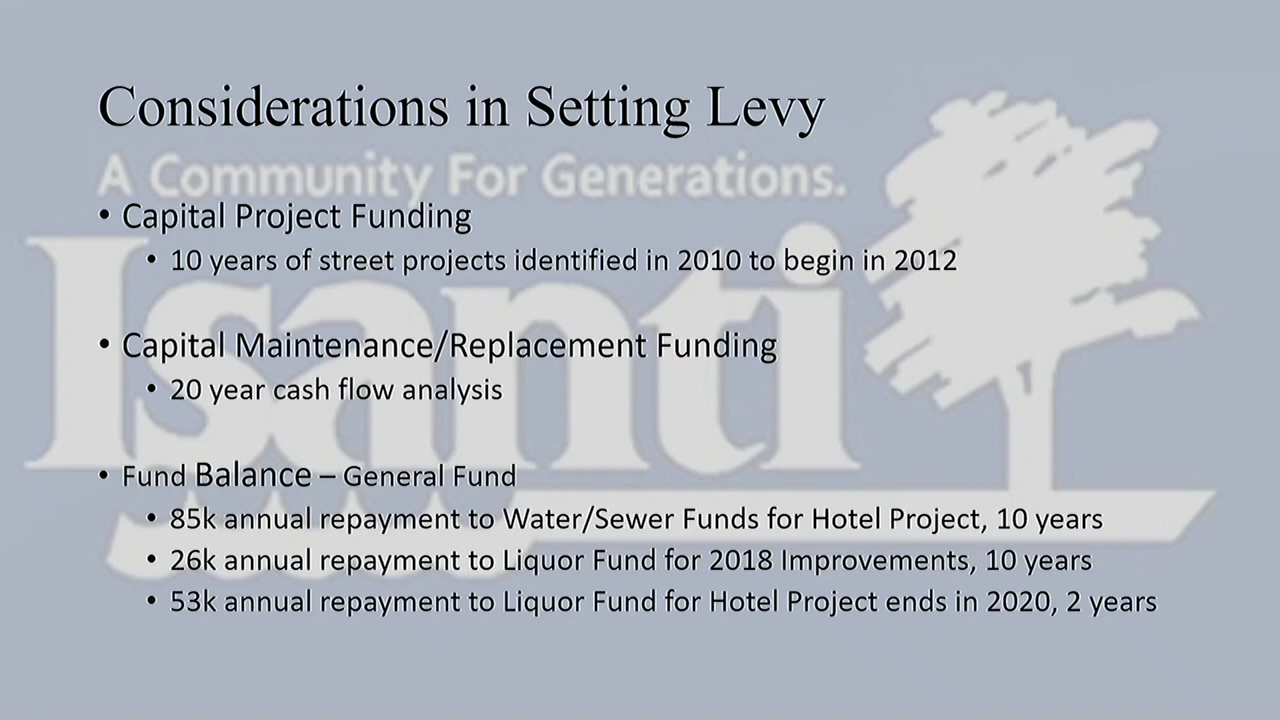 Considerations in Setting Levy
A Community For Generations.
• Capital Project Funding
• 10 years of street projects identified in 2010 to begin in 2012
Isanti
• Capital Maintenance/Replacement Funding
• 20 year cash flow analysis
• Fund Balance – General Fund
• 85k annual repayment to Water/Sewer Funds for Hotel Project, 10 years
• 26k annual repayment to Liquor Fund for 2018 Improvements, 10 years
• 53k annual repayment to Liquor Fund for Hotel Project ends in 2020, 2 years